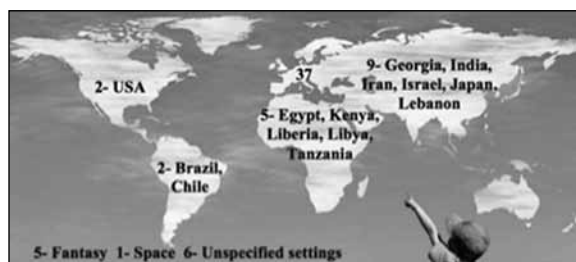 2- USA
37
9- Georgia, India,
Iran, Israel, Japan,
Lebanon
5- Egypt, Kenya,
Liberia, Libya,
Tanzania
2- Brazil,
Chile
5- Fantasy 1- Space 6- Unspecified settings